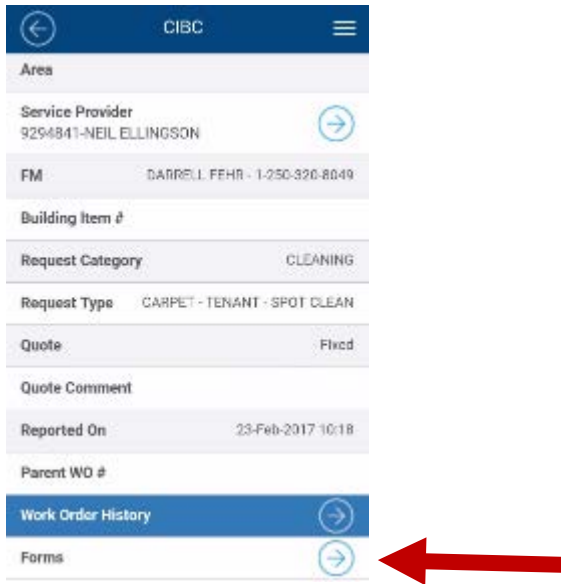 CIBC
Area
Service Provider
9294841-NEIL ELLINGSON
FM DARRELL FEHR - 1-250-320-8049
Building Item #
Request Category CLEANING
Request Type CARPET - TENANT - SPOT CLEAN
Quote Fixed
Quote Comment
Reported On 23-Feb-2017 10:18
Parent WO #
Work Order History
Forms